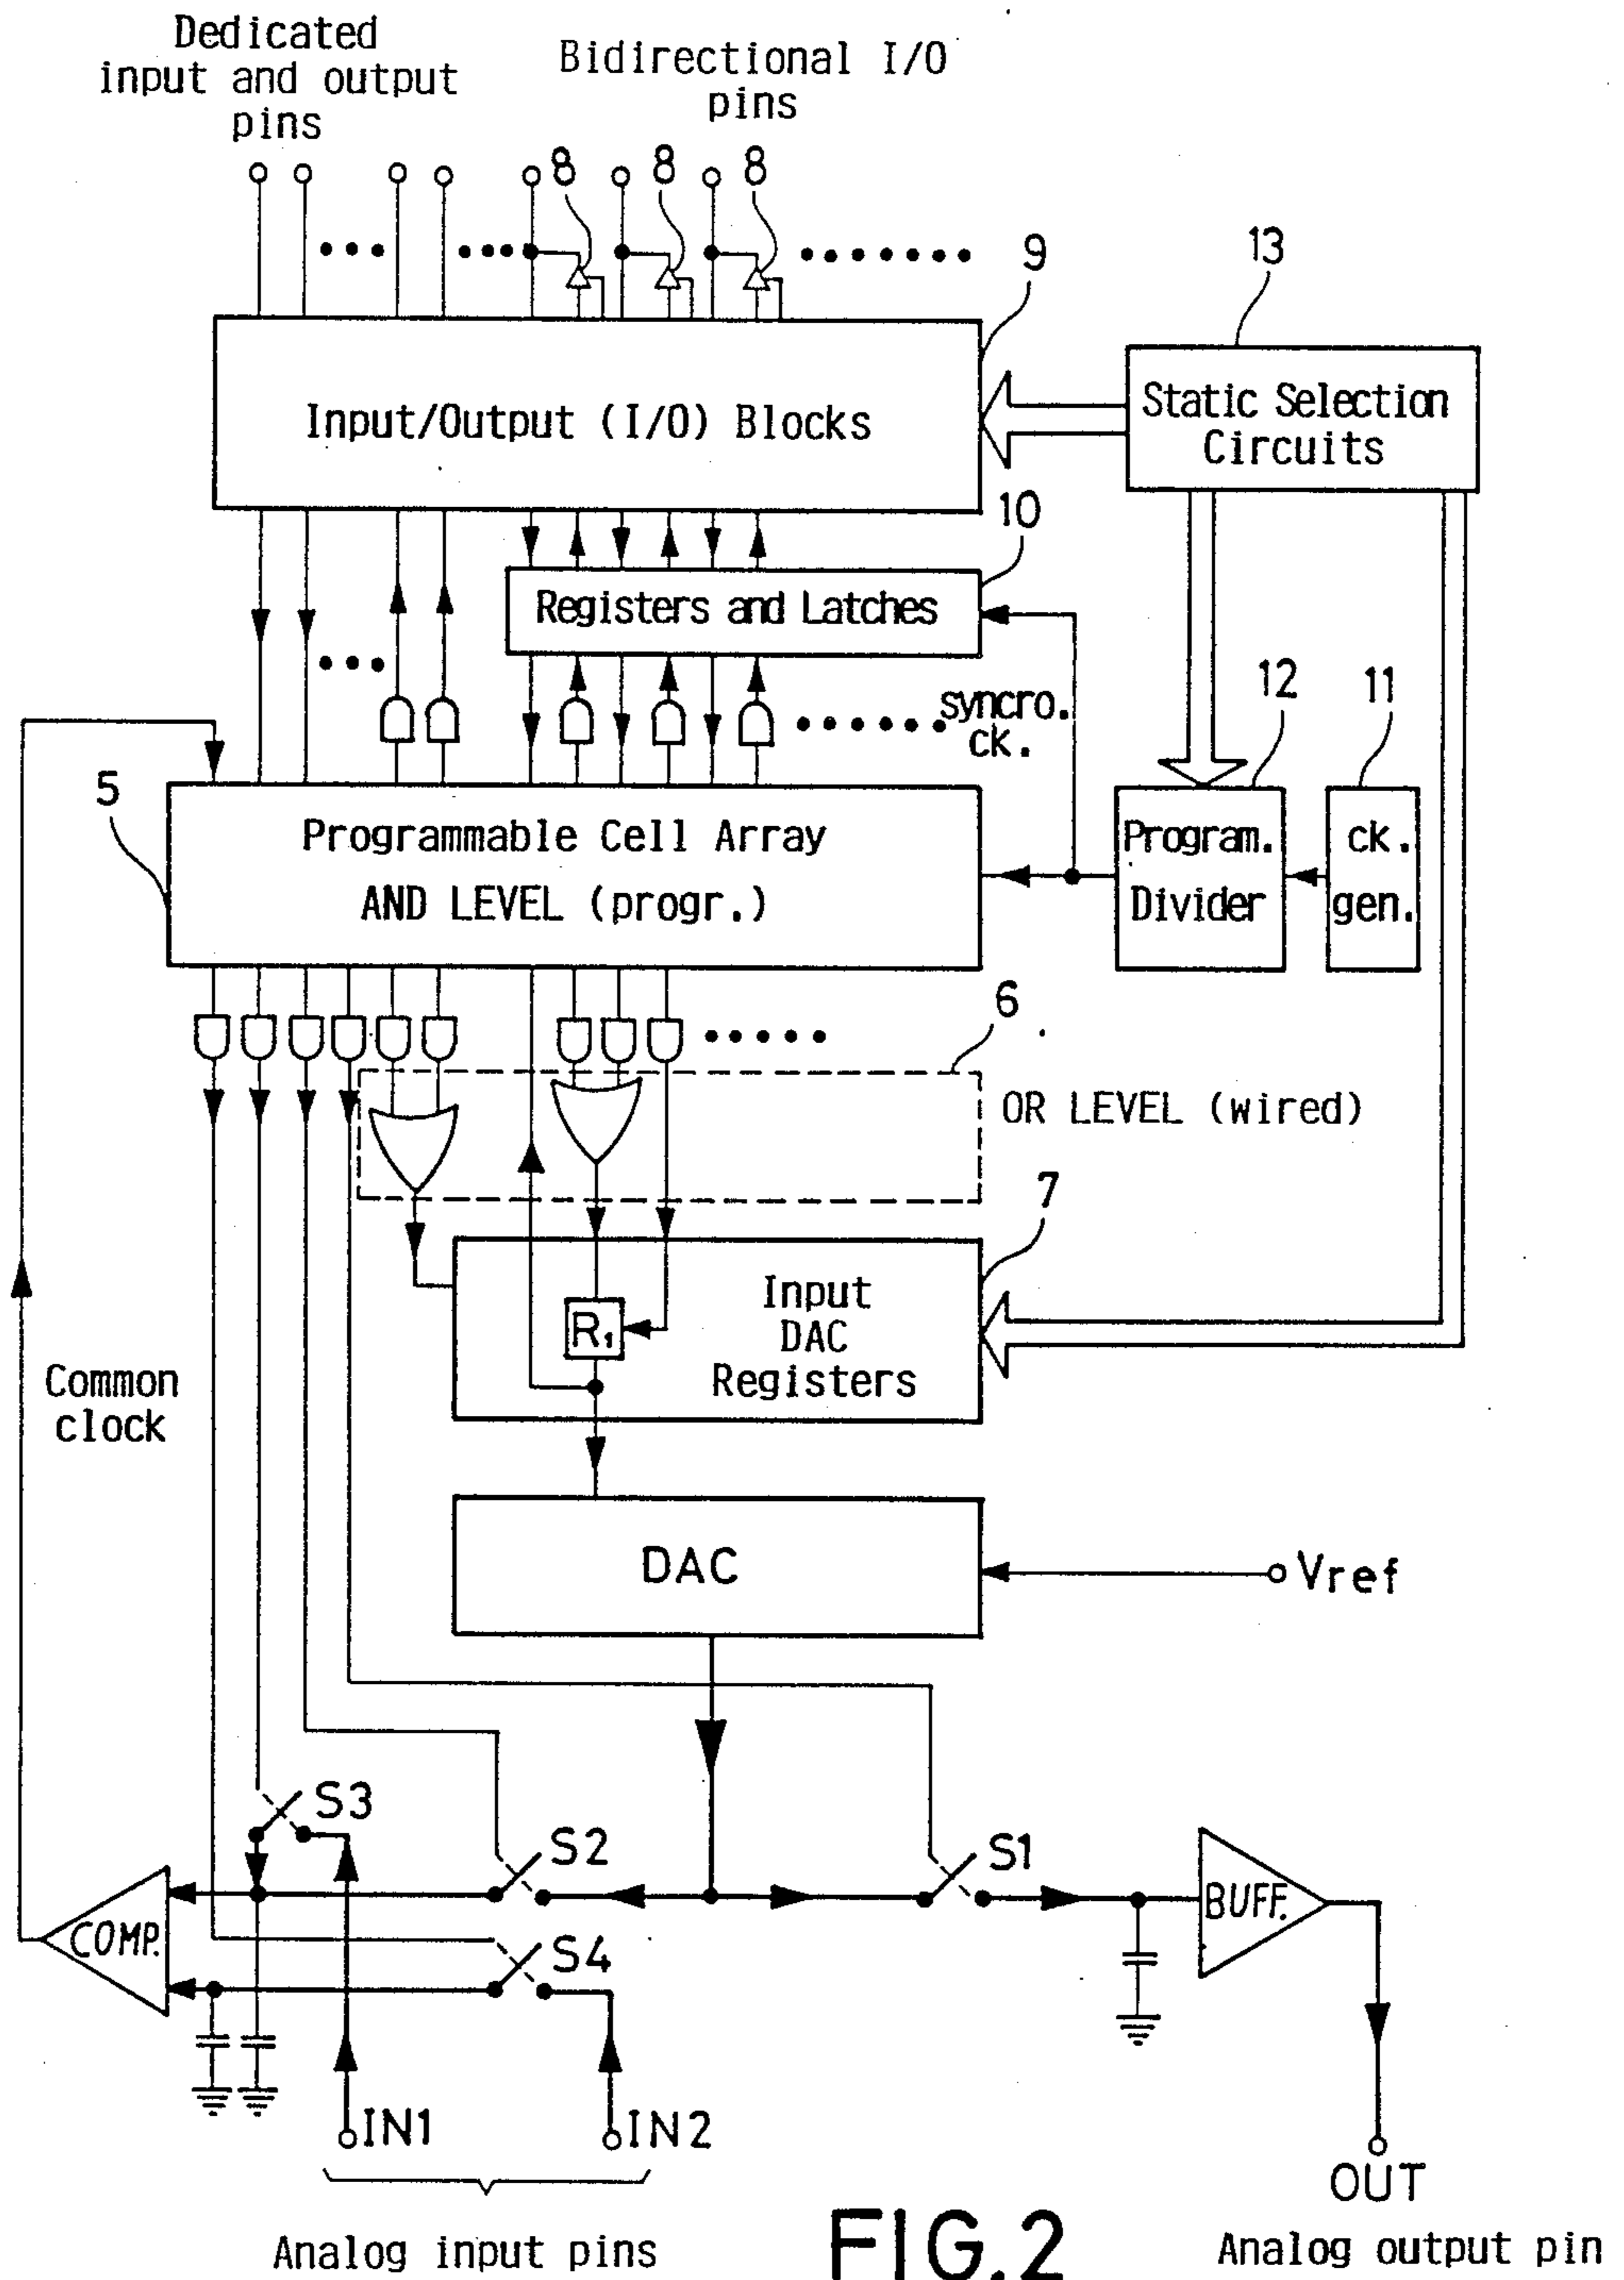 Dedicated
input and output
pins
Bidirectional I/O
pins
8
8
8
9
13
Input/Output (I/O) Blocks
Static Selection
Circuits
10
Registers and Latches
syncro.
ck.
12
11
5
Programmable Cell Array
AND LEVEL (progr.)
Program.
Divider
ck.
gen.
6
OR LEVEL (wired)
7
Input
DAC
Registers
R1
Common
clock
DAC
Vref
S3
S2
S1
COMP.
BUFF.
S4
IN1
IN2
OUT
Analog input pins
FIG.2
Analog output pin